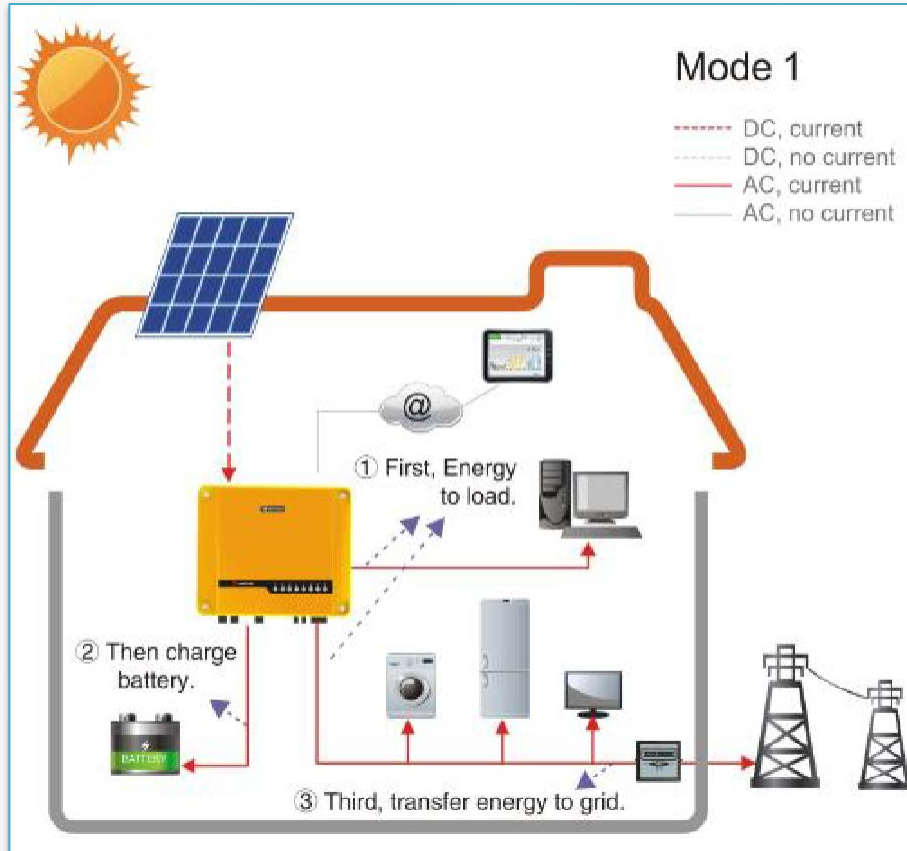 Mode 1
DC, current
DC, no current
AC, current
AC, no current
@
① First, Energy
to load.
② Then charge
battery.
BATTERY
③ Third, transfer energy to grid.